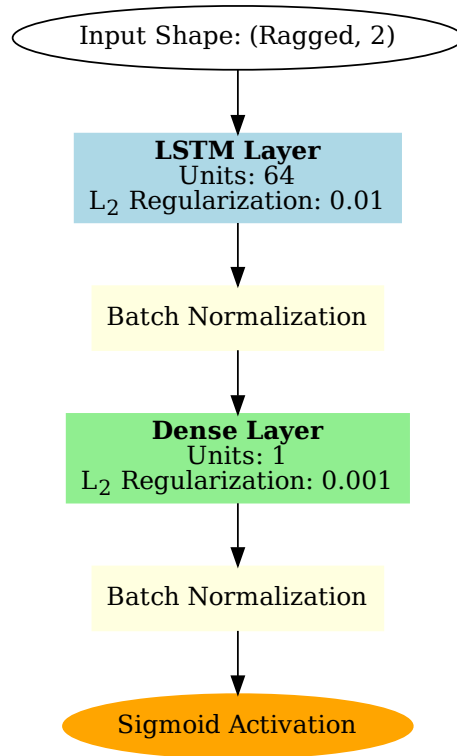 Input Shape: (Ragged, 2)
LSTM Layer
Units: 64
L₂ Regularization: 0.01
Batch Normalization
Dense Layer
Units: 1
L₂ Regularization: 0.001
Batch Normalization
Sigmoid Activation